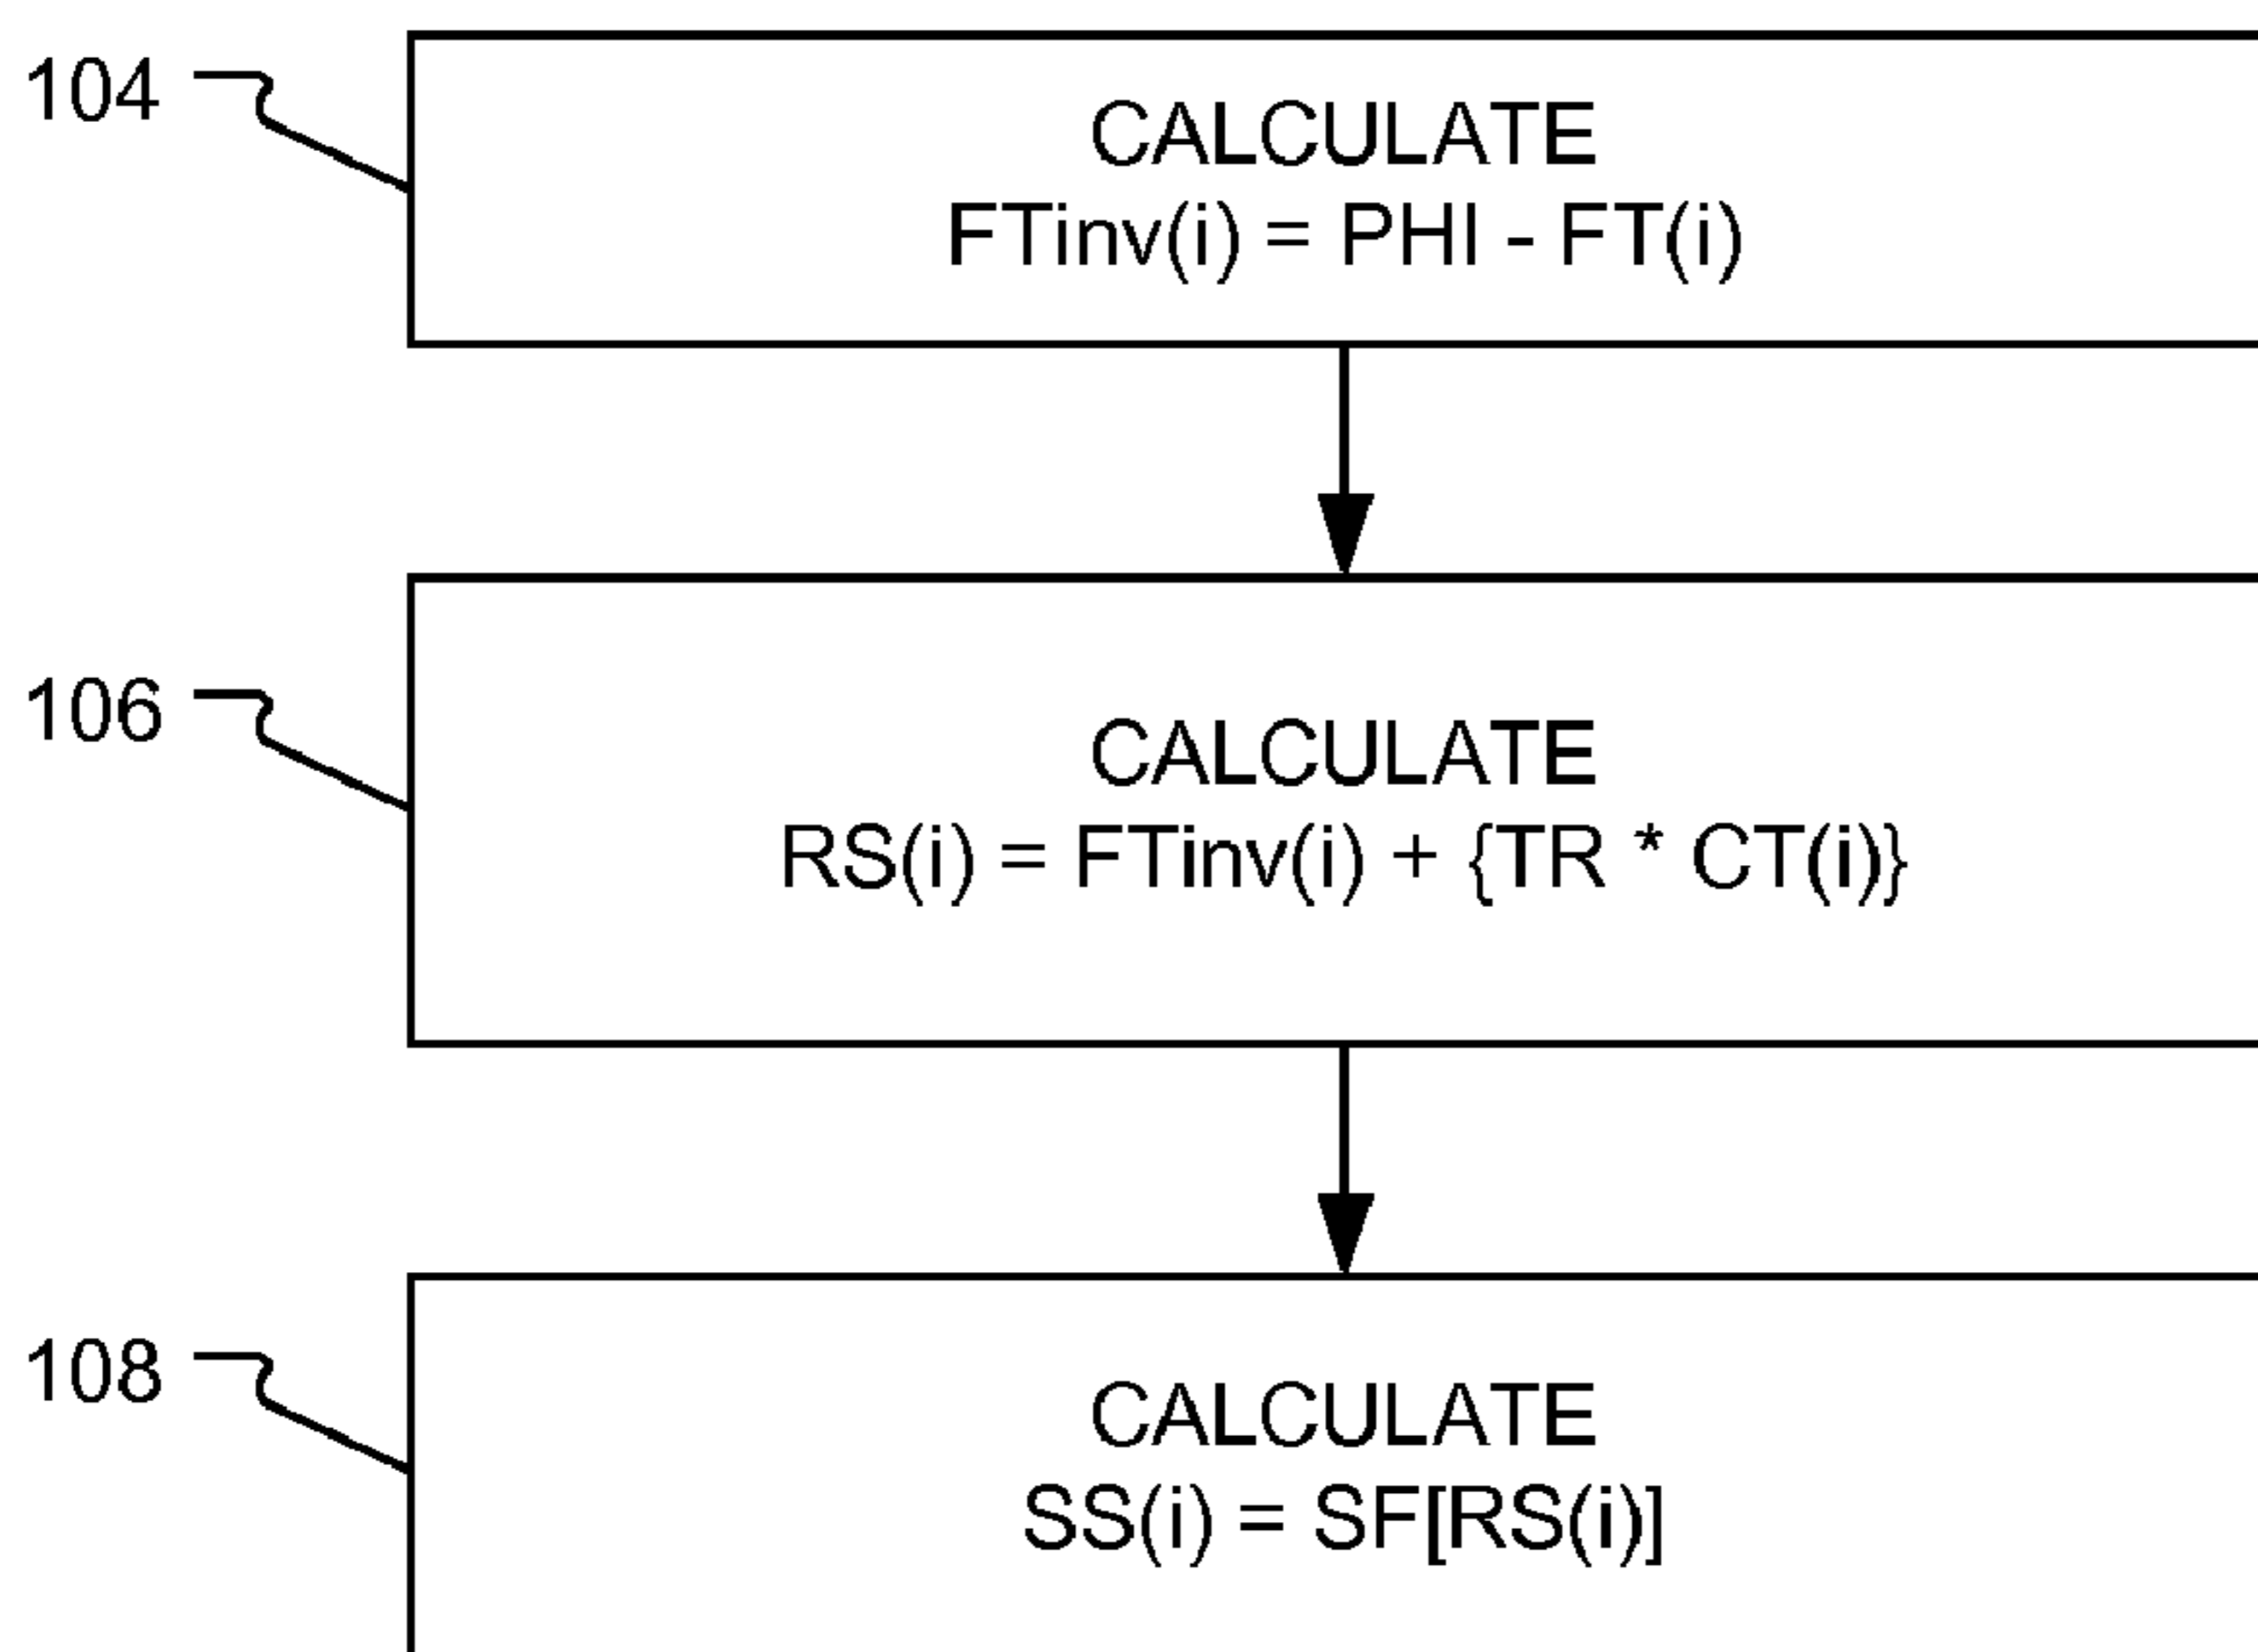 104
CALCULATE
FTinv(i) = PHI - FT(i)
106
CALCULATE
RS(i) = FTinv(i) + {TR * CT(i)}
108
CALCULATE
SS(i) = SF[RS(i)]